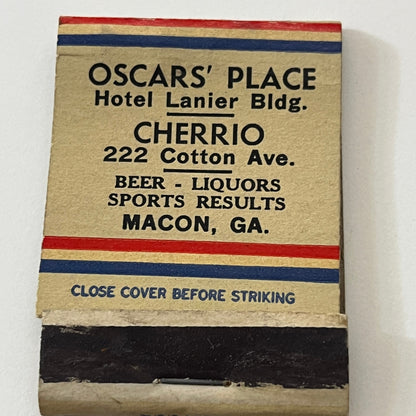 OSCARS' PLACE
Hotel Lanier Bldg.
CHERRIO
222 Cotton Ave.
BEER - LIQUORS
SPORTS RESULTS
MACON, GA.
CLOSE COVER BEFORE STRIKING